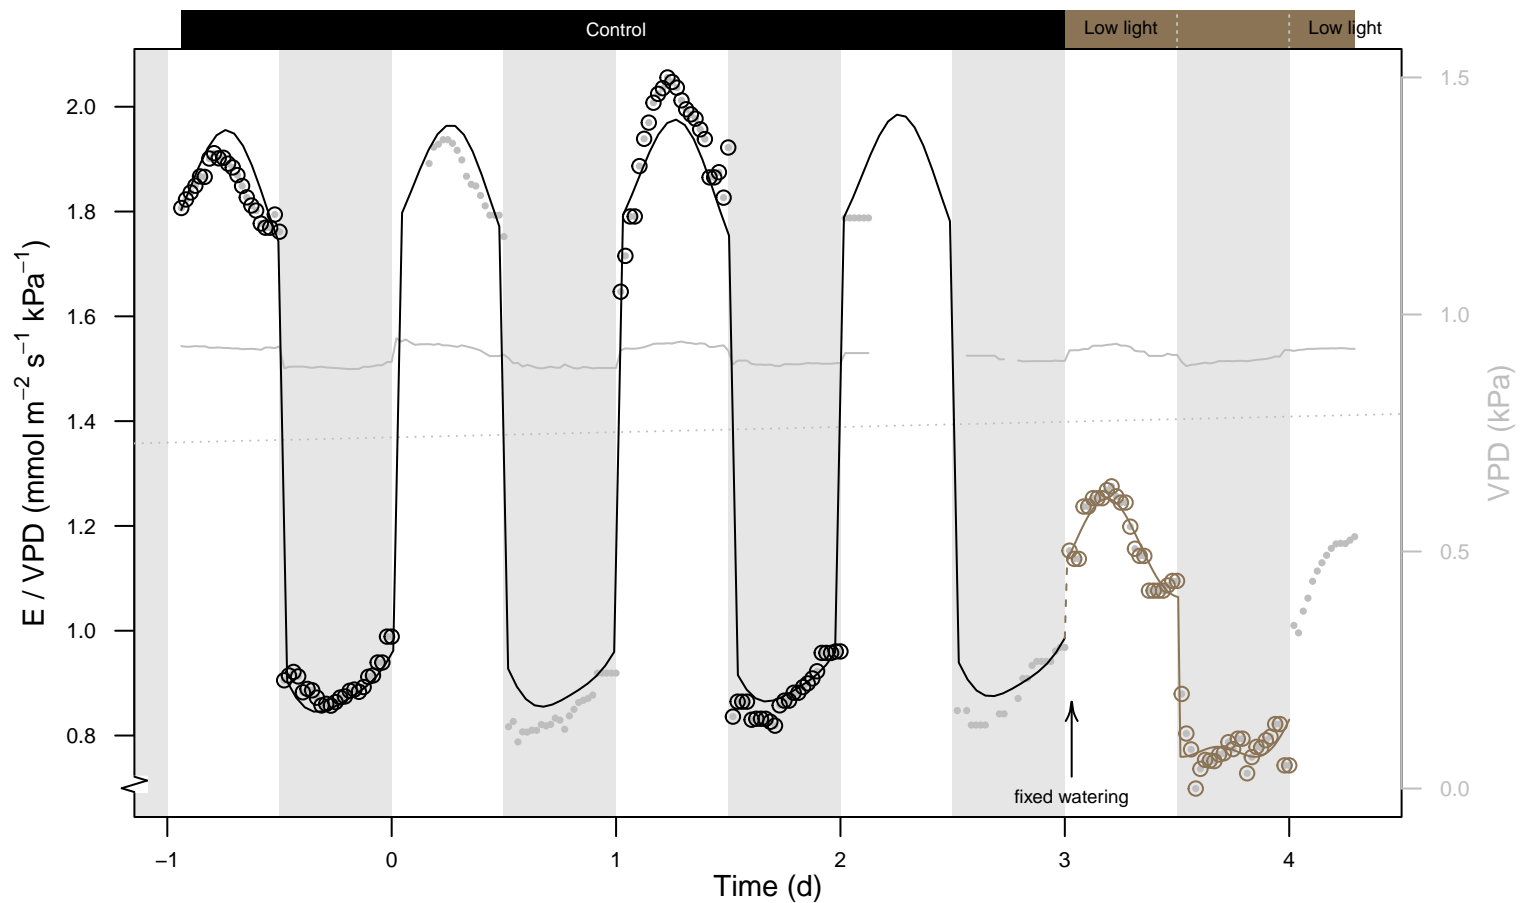 Control
Low light
Low light
2.0
1.8
1.6
1.4
1.2
1.0
0.8
E / VPD (mmol m⁻² s⁻¹ kPa⁻¹)
1.5
1.0
0.5
0.0
VPD (kPa)
fixed watering
−1
0
1
2
3
4
Time (d)